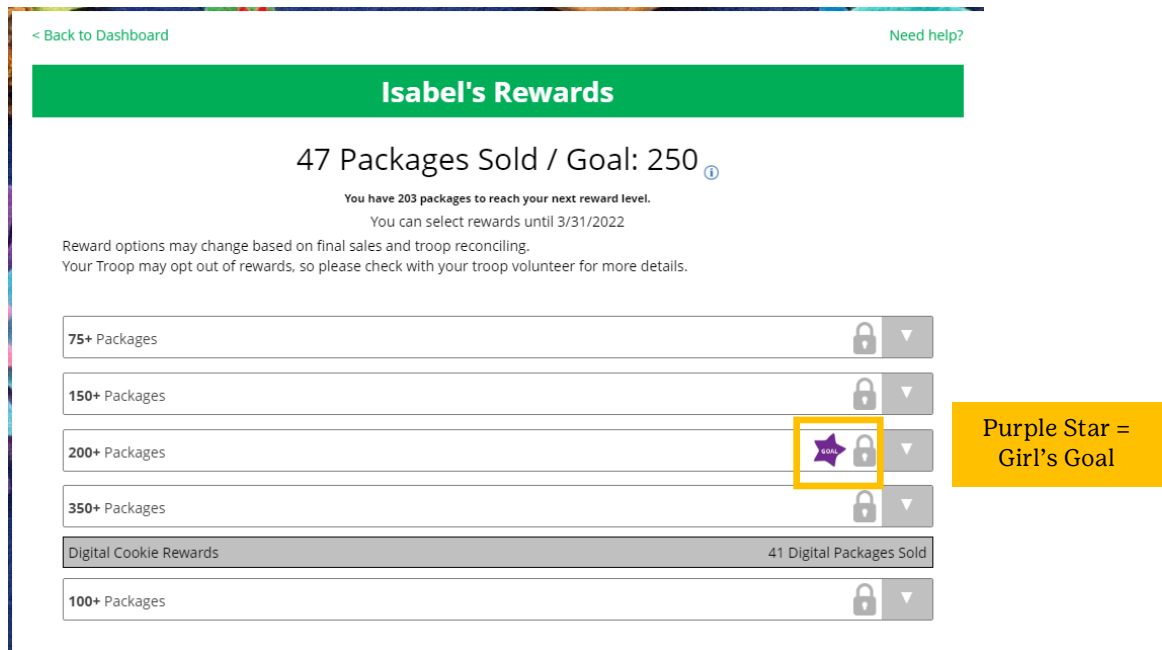 < Back to Dashboard
Need help?
Isabel's Rewards
47 Packages Sold / Goal: 250 i
You have 203 packages to reach your next reward level.
You can select rewards until 3/31/2022
Reward options may change based on final sales and troop reconciling.
Your Troop may opt out of rewards, so please check with your troop volunteer for more details.
75+ Packages
150+ Packages
200+ Packages
GOAL
Purple Star =
Girl’s Goal
350+ Packages
Digital Cookie Rewards
41 Digital Packages Sold
100+ Packages